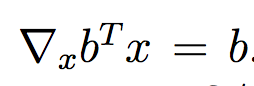 ∇ₓbᵀx = b.